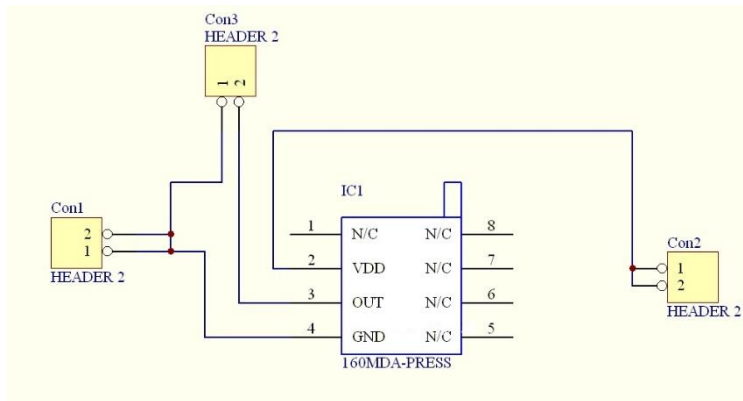 Con3
HEADER 2
1 2
IC1
Con1
2
1
HEADER 2
1 N/C N/C 8
2 VDD N/C 7
3 OUT N/C 6
4 GND N/C 5
160MDA-PRESS
Con2
1
2
HEADER 2